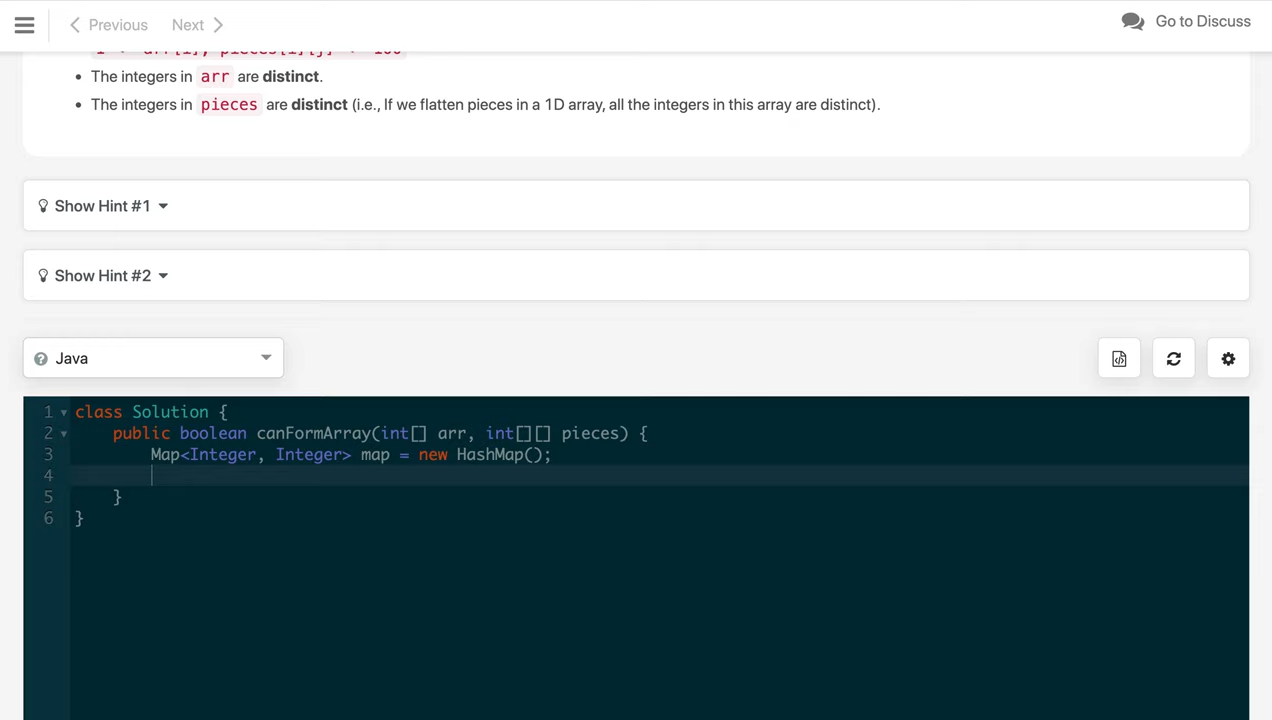 Previous
Next
Go to Discuss
The integers in arr are distinct.
The integers in pieces are distinct (i.e., If we flatten pieces in a 1D array, all the integers in this array are distinct).
Show Hint #1
Show Hint #2
Java
1 class Solution {
2     public boolean canFormArray(int[] arr, int[][] pieces) {
3         Map<Integer, Integer> map = new HashMap();
4
5     }
6 }